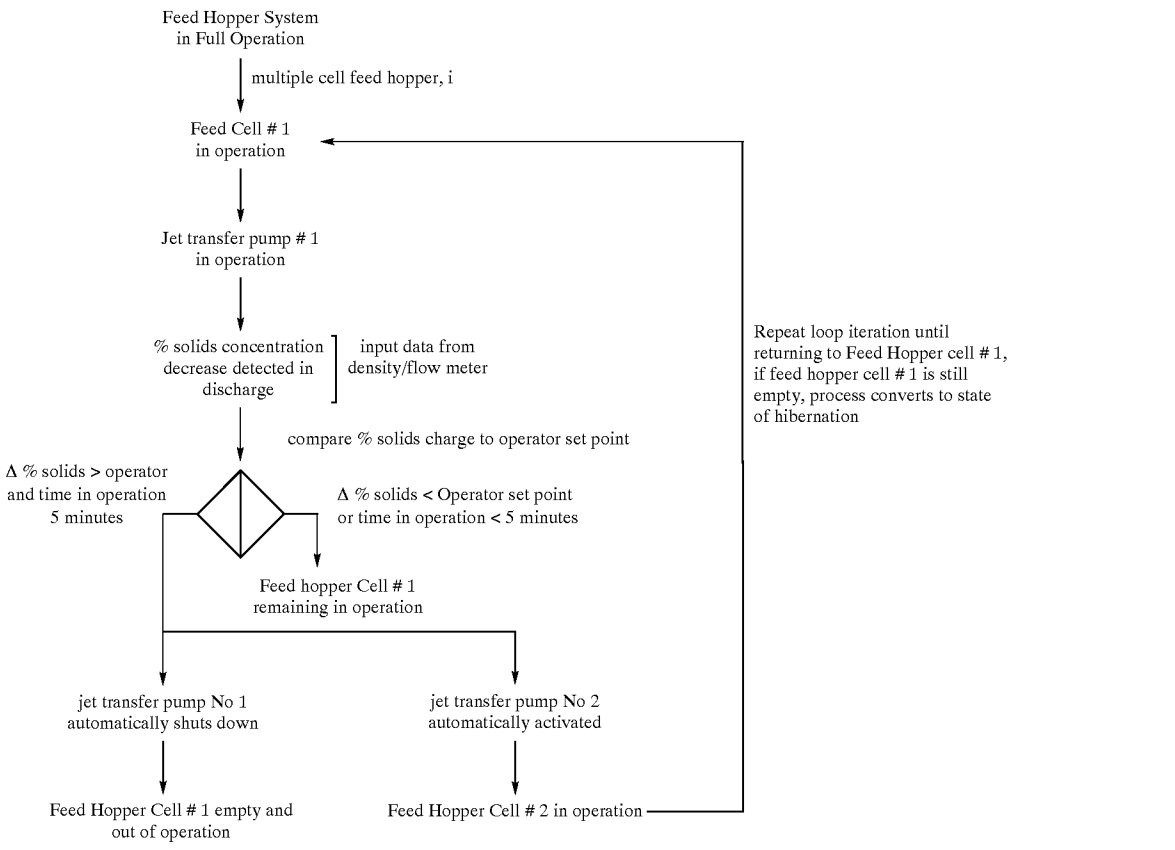 Feed Hopper System
in Full Operation
multiple cell feed hopper, i
Feed Cell # 1
in operation
Jet transfer pump # 1
in operation
% solids concentration
decrease detected in
discharge
input data from
density/flow meter
compare % solids charge to operator set point
Δ % solids > operator
and time in operation
5 minutes
Δ % solids < Operator set point
or time in operation < 5 minutes
Feed hopper Cell # 1
remaining in operation
jet transfer pump No 1
automatically shuts down
jet transfer pump No 2
automatically activated
Feed Hopper Cell # 1 empty and
out of operation
Feed Hopper Cell # 2 in operation
Repeat loop iteration until
returning to Feed Hopper cell # 1,
if feed hopper cell # 1 is still
empty, process converts to state
of hibernation